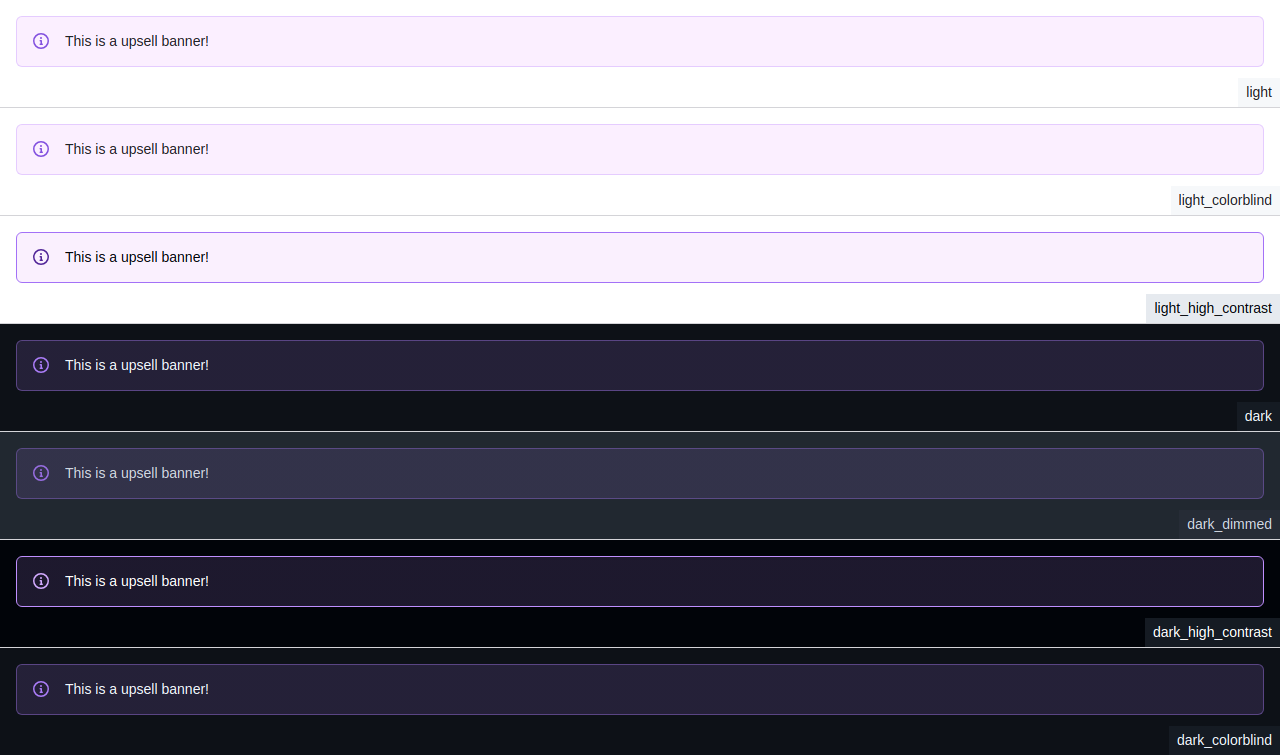 This is a upsell banner!
light
This is a upsell banner!
light_colorblind
This is a upsell banner!
light_high_contrast
This is a upsell banner!
dark
This is a upsell banner!
dark_dimmed
This is a upsell banner!
dark_high_contrast
This is a upsell banner!
dark_colorblind